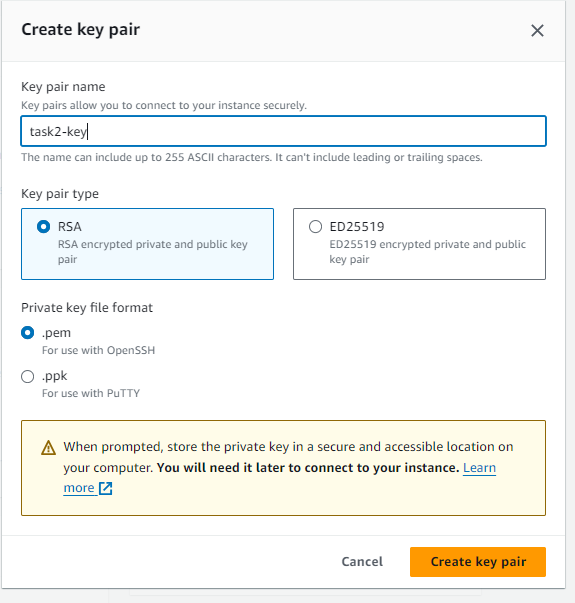 Create key pair
Key pair name
Key pairs allow you to connect to your instance securely.
task2-key
The name can include up to 255 ASCII characters. It can't include leading or trailing spaces.
Key pair type
RSA
RSA encrypted private and public key
pair
ED25519
ED25519 encrypted private and public
key pair
Private key file format
.pem
For use with OpenSSH
.ppk
For use with PuTTY
When prompted, store the private key in a secure and accessible location on
your computer. You will need it later to connect to your instance. Learn
more
Cancel
Create key pair